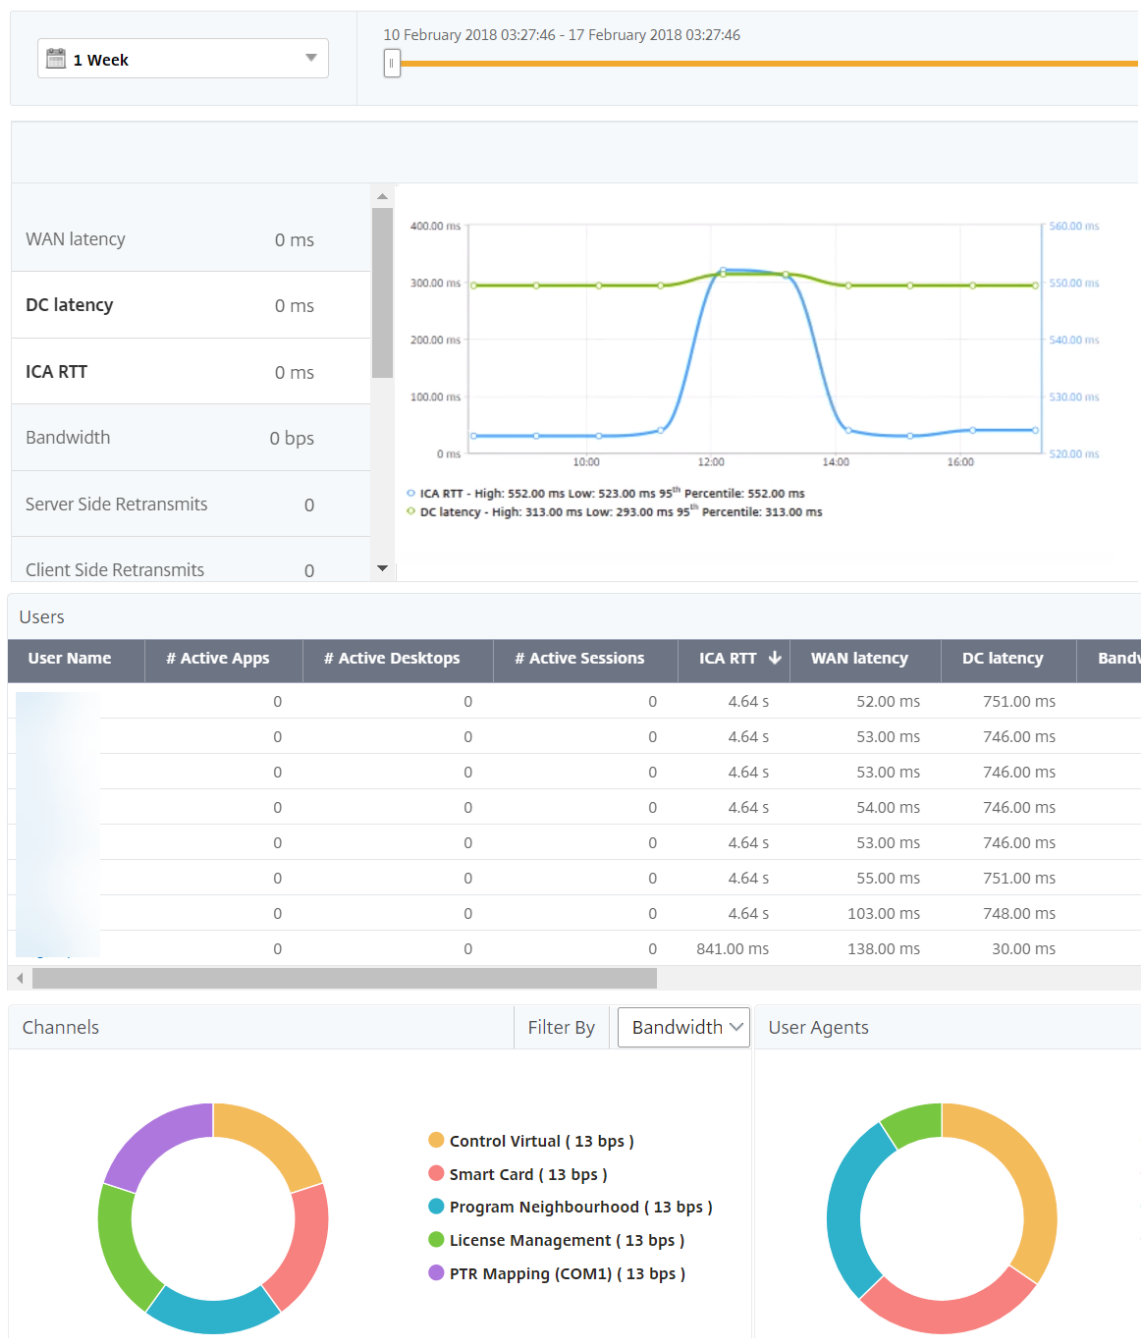 10 February 2018 03:27:46 - 17 February 2018 03:27:46
1 Week
WAN latency 0 ms
DC latency 0 ms
ICA RTT 0 ms
Bandwidth 0 bps
Server Side Retransmits 0
Client Side Retransmits 0
400.00 ms 560.00 ms
300.00 ms 550.00 ms
200.00 ms 540.00 ms
100.00 ms 530.00 ms
0 ms 520.00 ms
10:00 12:00 14:00 16:00
ICA RTT - High: 552.00 ms Low: 523.00 ms 95th Percentile: 552.00 ms
DC latency - High: 313.00 ms Low: 293.00 ms 95th Percentile: 313.00 ms
Users
User Name # Active Apps # Active Desktops # Active Sessions ICA RTT WAN latency DC latency Bandw
0 0 0 4.64 s 52.00 ms 751.00 ms
0 0 0 4.64 s 53.00 ms 746.00 ms
0 0 0 4.64 s 53.00 ms 746.00 ms
0 0 0 4.64 s 54.00 ms 746.00 ms
0 0 0 4.64 s 53.00 ms 746.00 ms
0 0 0 4.64 s 55.00 ms 751.00 ms
0 0 0 4.64 s 103.00 ms 748.00 ms
0 0 0 841.00 ms 138.00 ms 30.00 ms
Channels Filter By Bandwidth User Agents
Control Virtual ( 13 bps )
Smart Card ( 13 bps )
Program Neighbourhood ( 13 bps )
License Management ( 13 bps )
PTR Mapping (COM1) ( 13 bps )